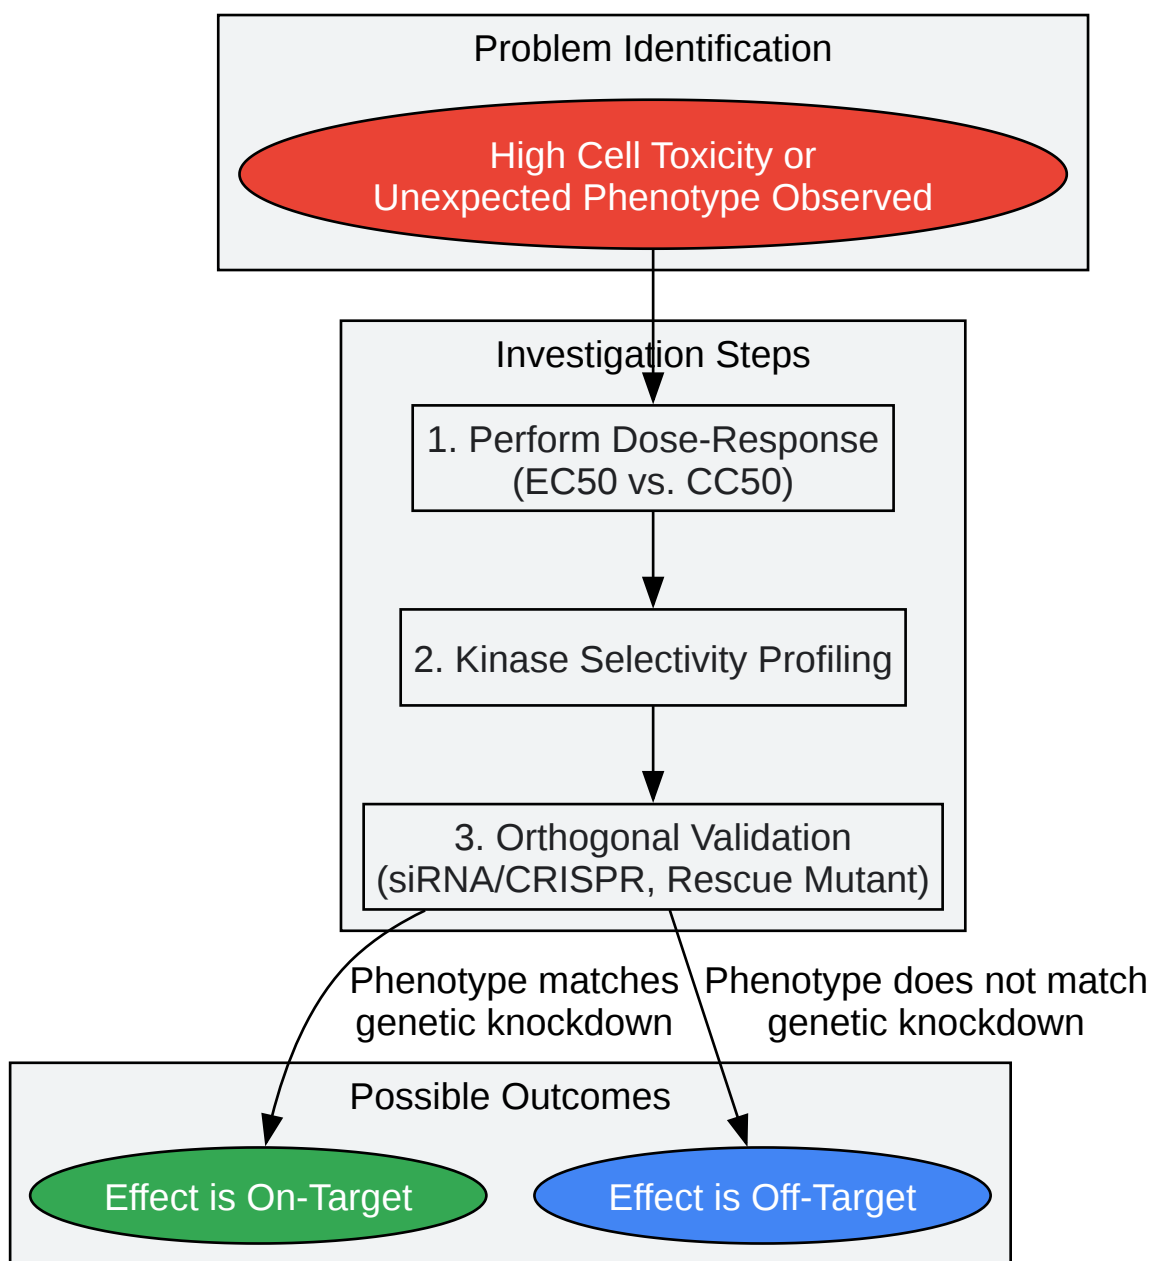 Problem Identification
High Cell Toxicity or
Unexpected Phenotype Observed
Investigation Steps
1. Perform Dose-Response
(EC50 vs. CC50)
2. Kinase Selectivity Profiling
3. Orthogonal Validation
(siRNA/CRISPR, Rescue Mutant)
Phenotype matches
genetic knockdown
Phenotype does not match
genetic knockdown
Possible Outcomes
Effect is On-Target
Effect is Off-Target